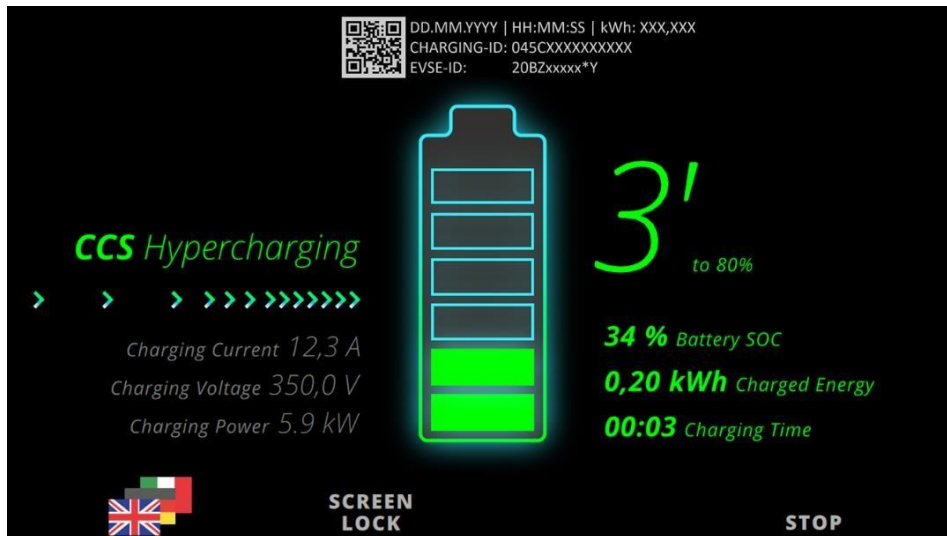 DD.MM.YYYY | HH:MM:SS | kWh: XXX,XXX
CHARGING-ID: 045CXXXXXXXXXX
EVSE-ID: 20BZxxxxx*Y
3'
to 80%
CCS Hypercharging
Charging Current 12,3 A
Charging Voltage 350,0 V
Charging Power 5.9 kW
34 % Battery SOC
0,20 kWh Charged Energy
00:03 Charging Time
SCREEN
LOCK
STOP